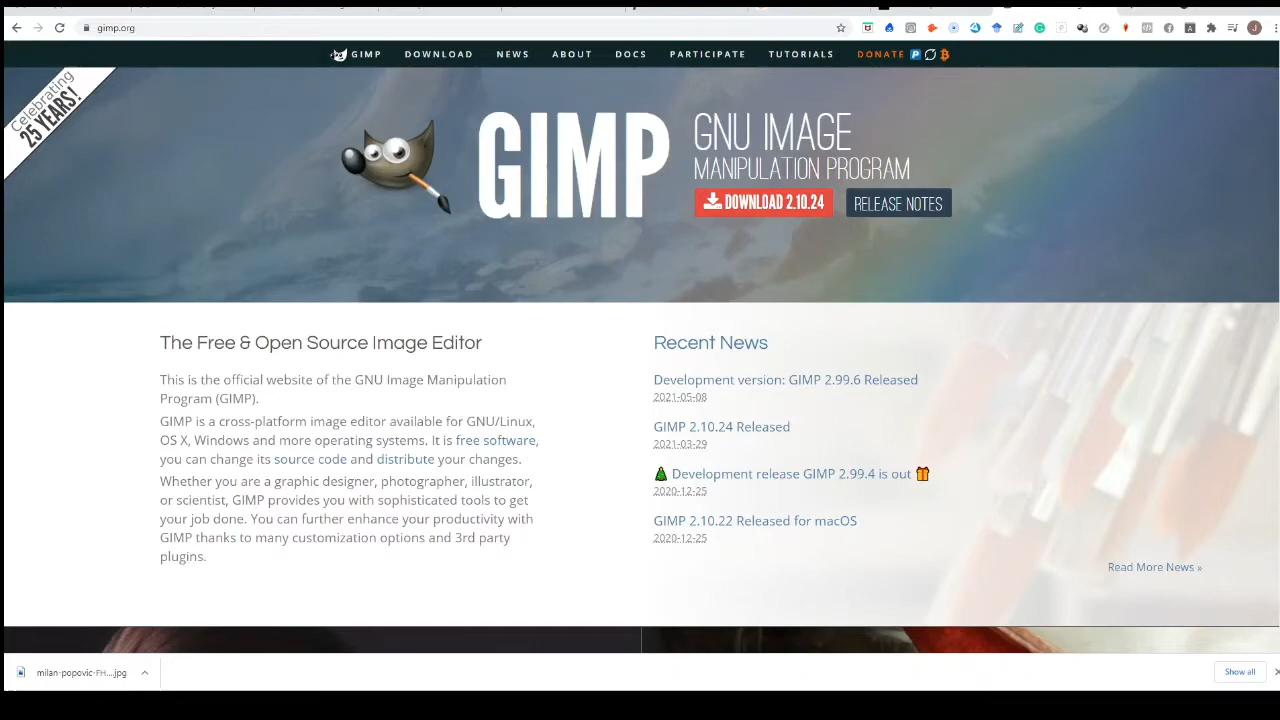 gimp.org
GIMP DOWNLOAD NEWS ABOUT DOCS PARTICIPATE TUTORIALS DONATE
Celebrating
25 YEARS!
GIMP
GNU IMAGE
MANIPULATION PROGRAM
DOWNLOAD 2.10.24
RELEASE NOTES
The Free & Open Source Image Editor
This is the official website of the GNU Image Manipulation
Program (GIMP).
GIMP is a cross-platform image editor available for GNU/Linux,
OS X, Windows and more operating systems. It is free software,
you can change its source code and distribute your changes.
Whether you are a graphic designer, photographer, illustrator,
or scientist, GIMP provides you with sophisticated tools to get
your job done. You can further enhance your productivity with
GIMP thanks to many customization options and 3rd party
plugins.
Recent News
Development version: GIMP 2.99.6 Released
2021-05-08
GIMP 2.10.24 Released
2021-03-29
🎄 Development release GIMP 2.99.4 is out 🎁
2020-12-25
GIMP 2.10.22 Released for macOS
2020-12-25
Read More News »
milan-popovic-FH....jpg
Show all